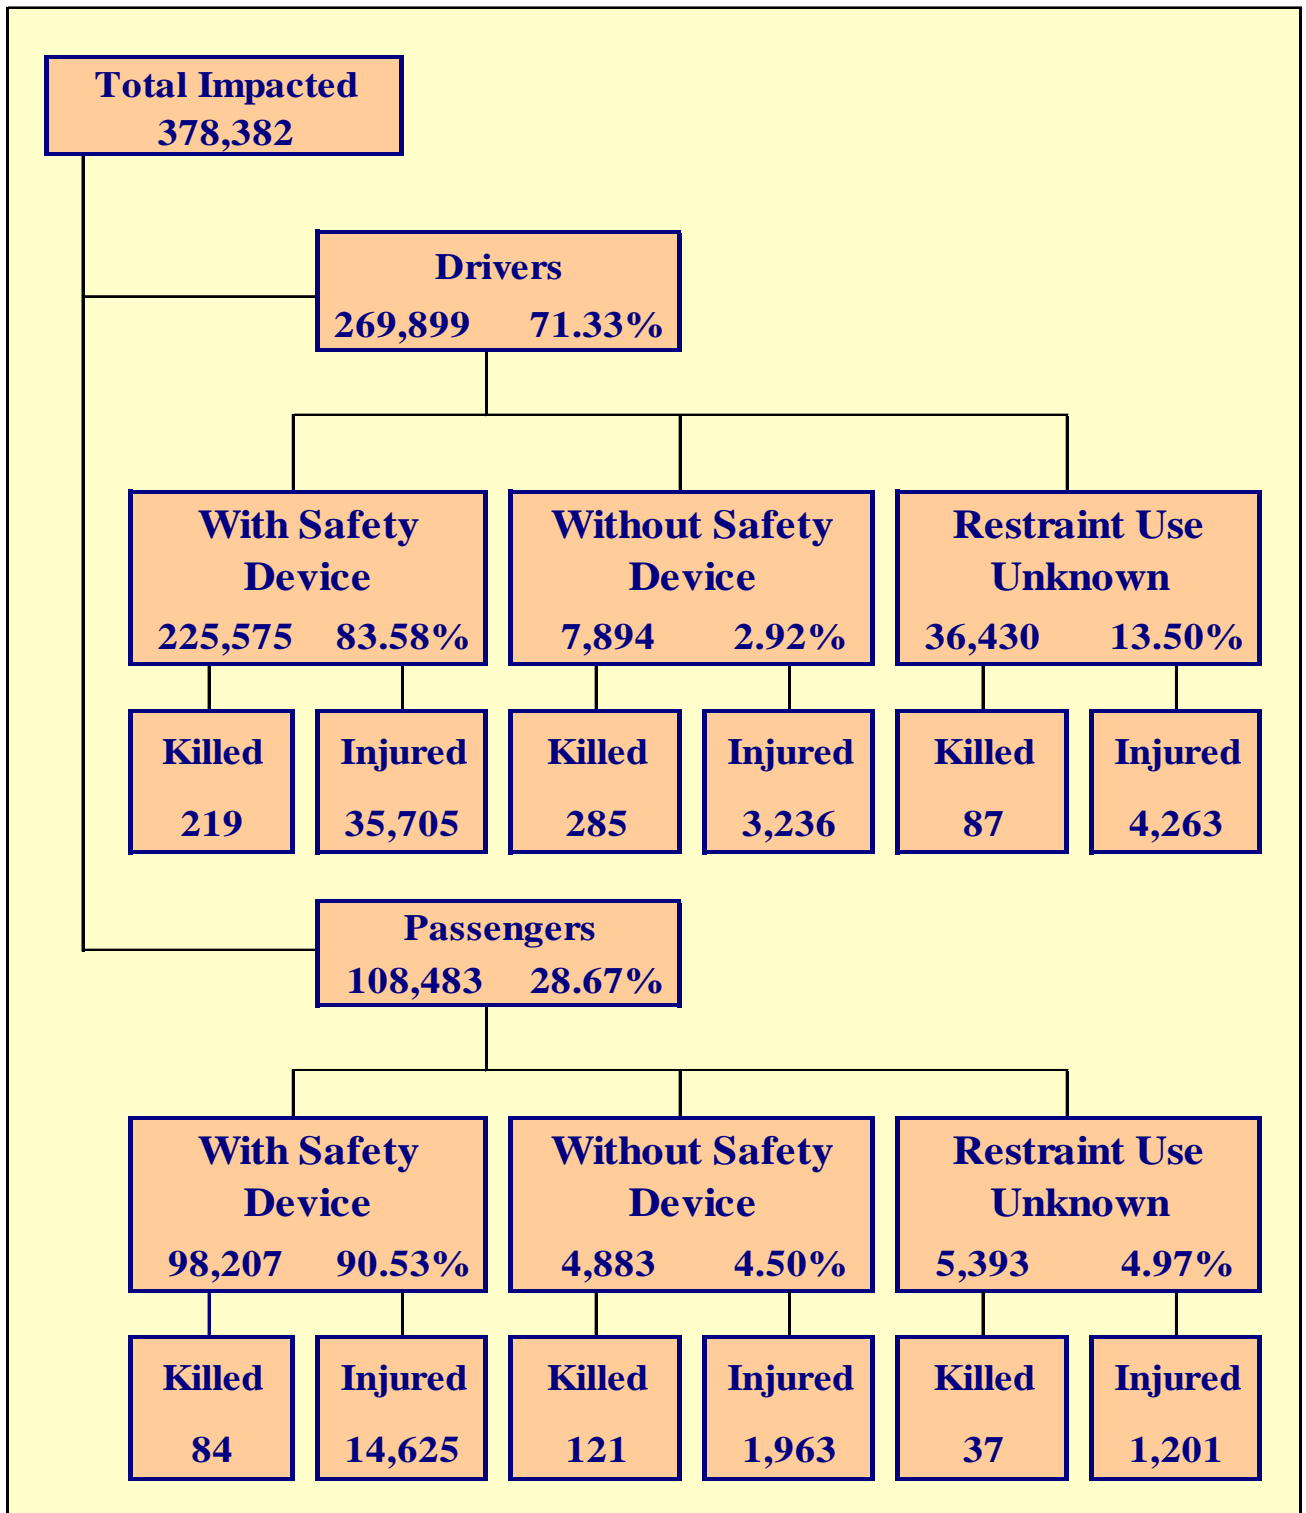 Total Impacted
378,382
Drivers
269,899 71.33%
With Safety Device
225,575 83.58%
Without Safety Device
7,894 2.92%
Restraint Use Unknown
36,430 13.50%
Killed
219
Injured
35,705
Killed
285
Injured
3,236
Killed
87
Injured
4,263
Passengers
108,483 28.67%
With Safety Device
98,207 90.53%
Without Safety Device
4,883 4.50%
Restraint Use Unknown
5,393 4.97%
Killed
84
Injured
14,625
Killed
121
Injured
1,963
Killed
37
Injured
1,201